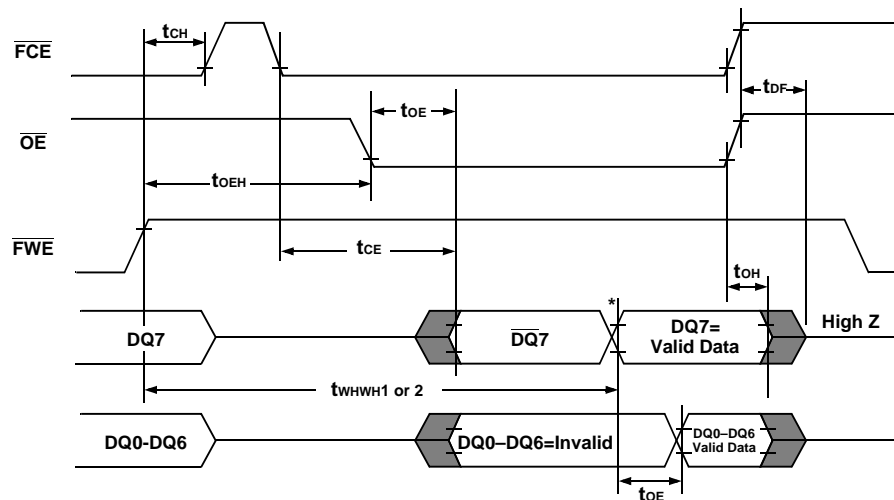 tCH
FCE
tDF
tOE
OE
tOEH
FWE
tCE
tOH
*
DQ7
DQ7
DQ7=
Valid Data
High Z
tWHWH1 or 2
DQ0-DQ6
DQ0–DQ6=Invalid
DQ0–DQ6
Valid Data
tOE